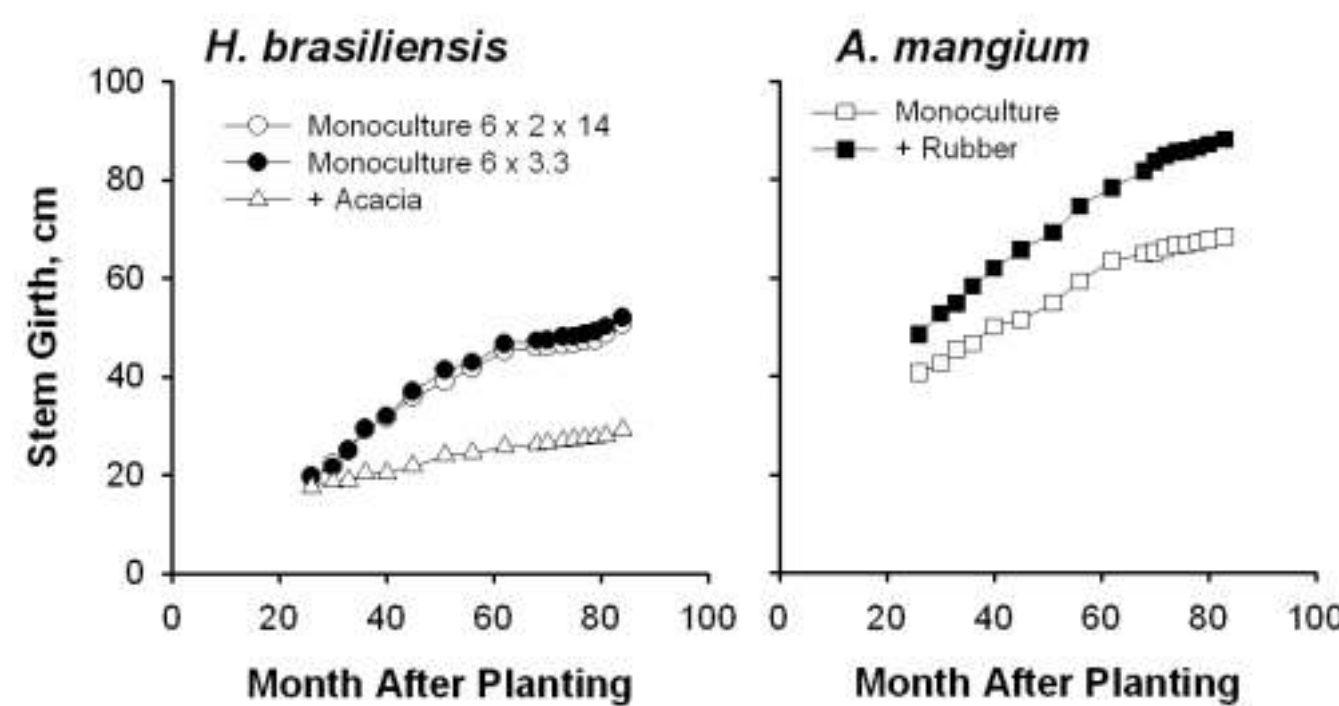 H. brasiliensis
A. mangium
Stem Girth, cm
100
80
60
40
20
0
Monoculture 6 x 2 x 14
Monoculture 6 x 3.3
+ Acacia
Monoculture
+ Rubber
0 20 40 60 80 100
0 20 40 60 80 100
Month After Planting
Month After Planting